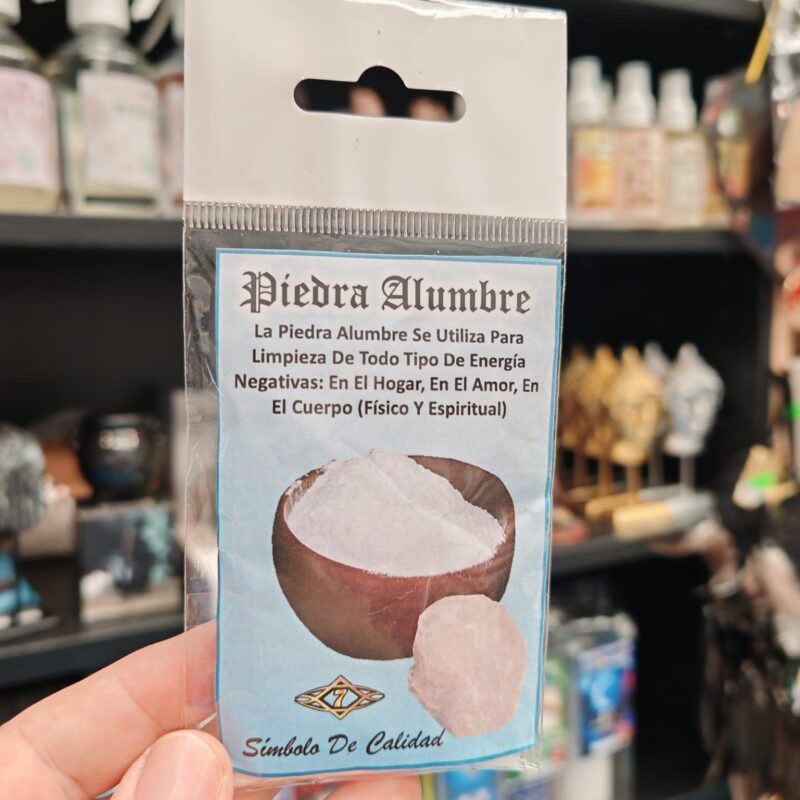 Piedra Alumbre
La Piedra Alumbre Se Utiliza Para
Limpieza De Todo Tipo De Energía
Negativas: En El Hogar, En El Amor, En
El Cuerpo (Físico Y Espiritual)
7
Símbolo De Calidad